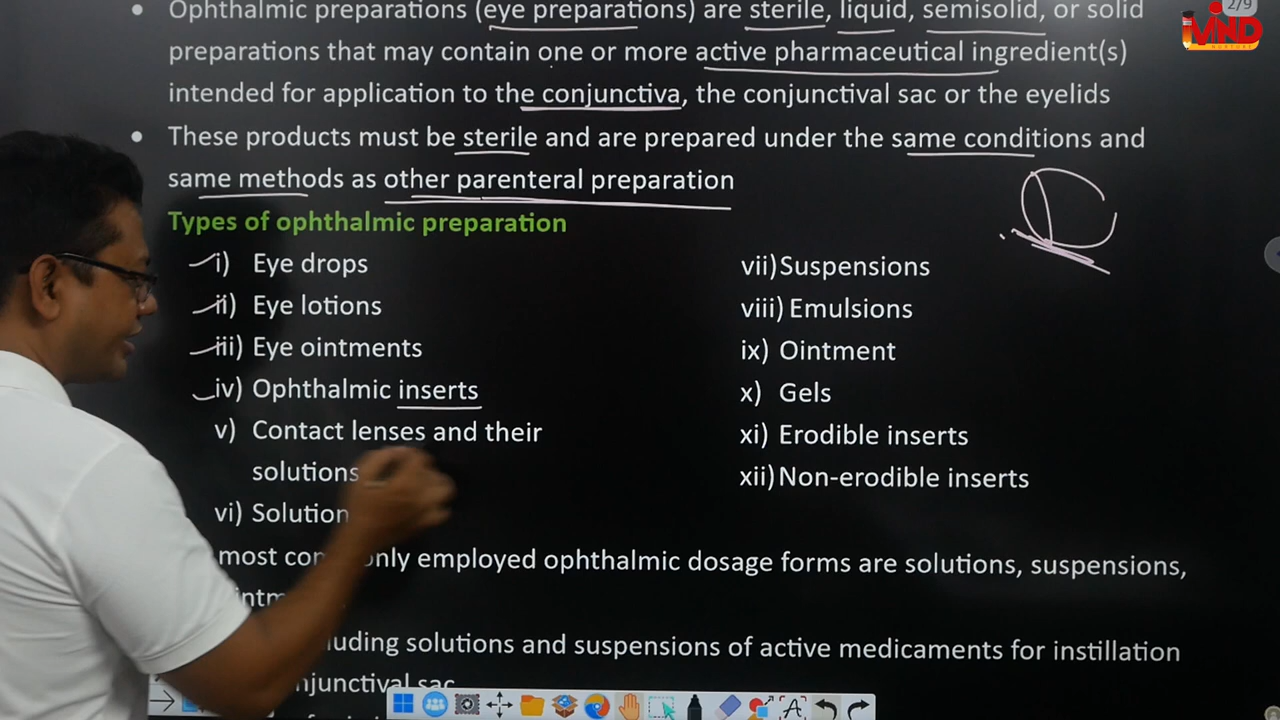 • Ophthalmic preparations (eye preparations) are sterile, liquid, semisolid, or solid
preparations that may contain one or more active pharmaceutical ingredient(s)
intended for application to the conjunctiva, the conjunctival sac or the eyelids
• These products must be sterile and are prepared under the same conditions and
same methods as other parenteral preparation
Types of ophthalmic preparation
i) Eye drops
ii) Eye lotions
iii) Eye ointments
iv) Ophthalmic inserts
v) Contact lenses and their
solutions
vi) Solution
vii) Suspensions
viii) Emulsions
ix) Ointment
x) Gels
xi) Erodible inserts
xii) Non-erodible inserts
most commonly employed ophthalmic dosage forms are solutions, suspensions,
solutions and suspensions of active medicaments for instillation
sac
2/9
MIND